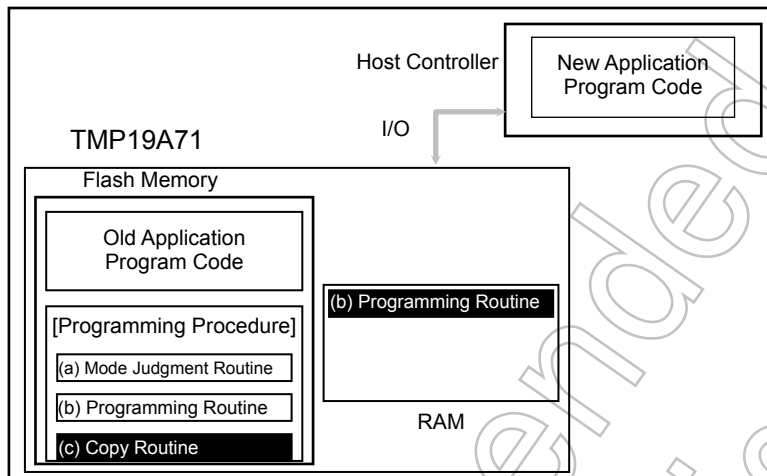 Host Controller
New Application
Program Code
I/O
TMP19A71
Flash Memory
Old Application
Program Code
[Programming Procedure]
(a) Mode Judgment Routine
(b) Programming Routine
(c) Copy Routine
(b) Programming Routine
RAM